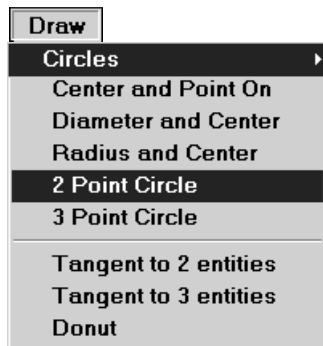 Draw
Circles
Center and Point On
Diameter and Center
Radius and Center
2 Point Circle
3 Point Circle
Tangent to 2 entities
Tangent to 3 entities
Donut